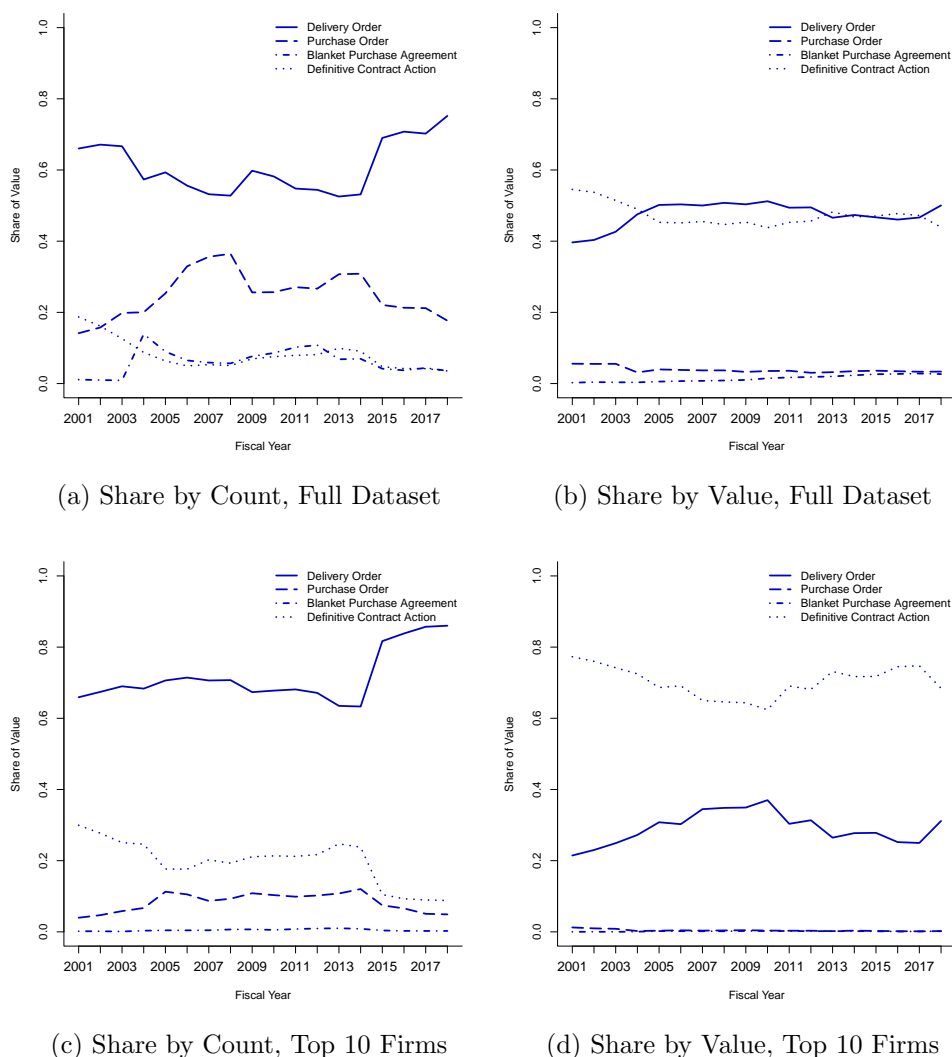 Delivery Order
Purchase Order
Blanket Purchase Agreement
Definitive Contract Action
1.0
0.8
0.6
0.4
0.2
0.0
Share of Value
2001 2003 2005 2007 2009 2011 2013 2015 2017
Fiscal Year
(a) Share by Count, Full Dataset
Delivery Order
Purchase Order
Blanket Purchase Agreement
Definitive Contract Action
1.0
0.8
0.6
0.4
0.2
0.0
Share of Value
2001 2003 2005 2007 2009 2011 2013 2015 2017
Fiscal Year
(b) Share by Value, Full Dataset
Delivery Order
Purchase Order
Blanket Purchase Agreement
Definitive Contract Action
1.0
0.8
0.6
0.4
0.2
0.0
Share of Value
2001 2003 2005 2007 2009 2011 2013 2015 2017
Fiscal Year
(c) Share by Count, Top 10 Firms
Delivery Order
Purchase Order
Blanket Purchase Agreement
Definitive Contract Action
1.0
0.8
0.6
0.4
0.2
0.0
Share of Value
2001 2003 2005 2007 2009 2011 2013 2015 2017
Fiscal Year
(d) Share by Value, Top 10 Firms